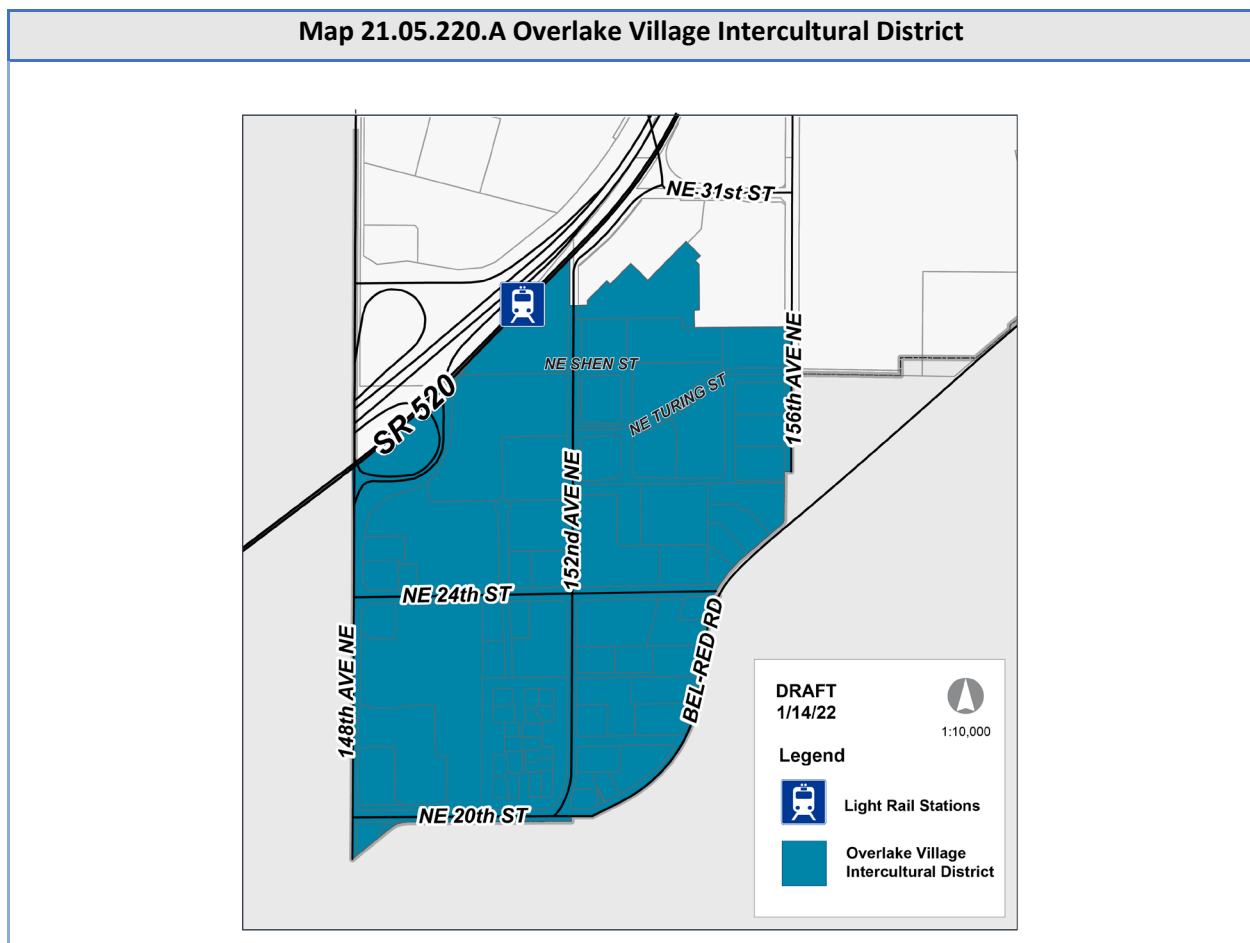 Map 21.05.220.A Overlake Village Intercultural District
NE 31st ST
156th AVE NE
NE SHEN ST
NE TURING ST
SR-520
152nd AVE NE
NE 24th ST
148th AVE NE
BEL-RED RD
NE 20th ST
DRAFT
1/14/22
1:10,000
Legend
Light Rail Stations
Overlake Village
Intercultural District